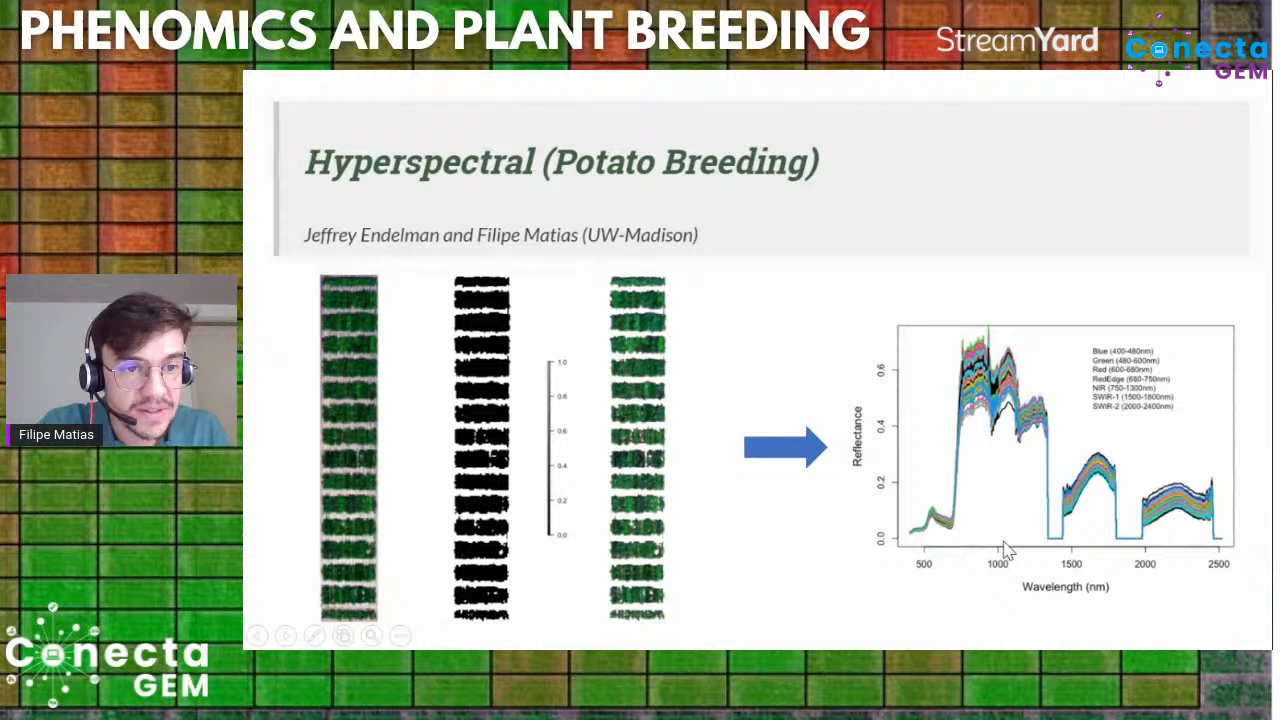 PHENOMICS AND PLANT BREEDING
StreamYard
Conecta
GEM
Hyperspectral (Potato Breeding)
Jeffrey Endelman and Filipe Matias (UW-Madison)
Filipe Matias
1.0
0.8
0.6
0.4
0.2
0.0
Reflectance
0.6
0.4
0.2
0.0
Blue (400-480nm)
Green (480-600nm)
Red (600-680nm)
RedEdge (680-750nm)
NIR (750-1300nm)
SWIR-1 (1500-1800nm)
SWIR-2 (2000-2400nm)
500 1000 1500 2000 2500
Wavelength (nm)
Conecta
GEM